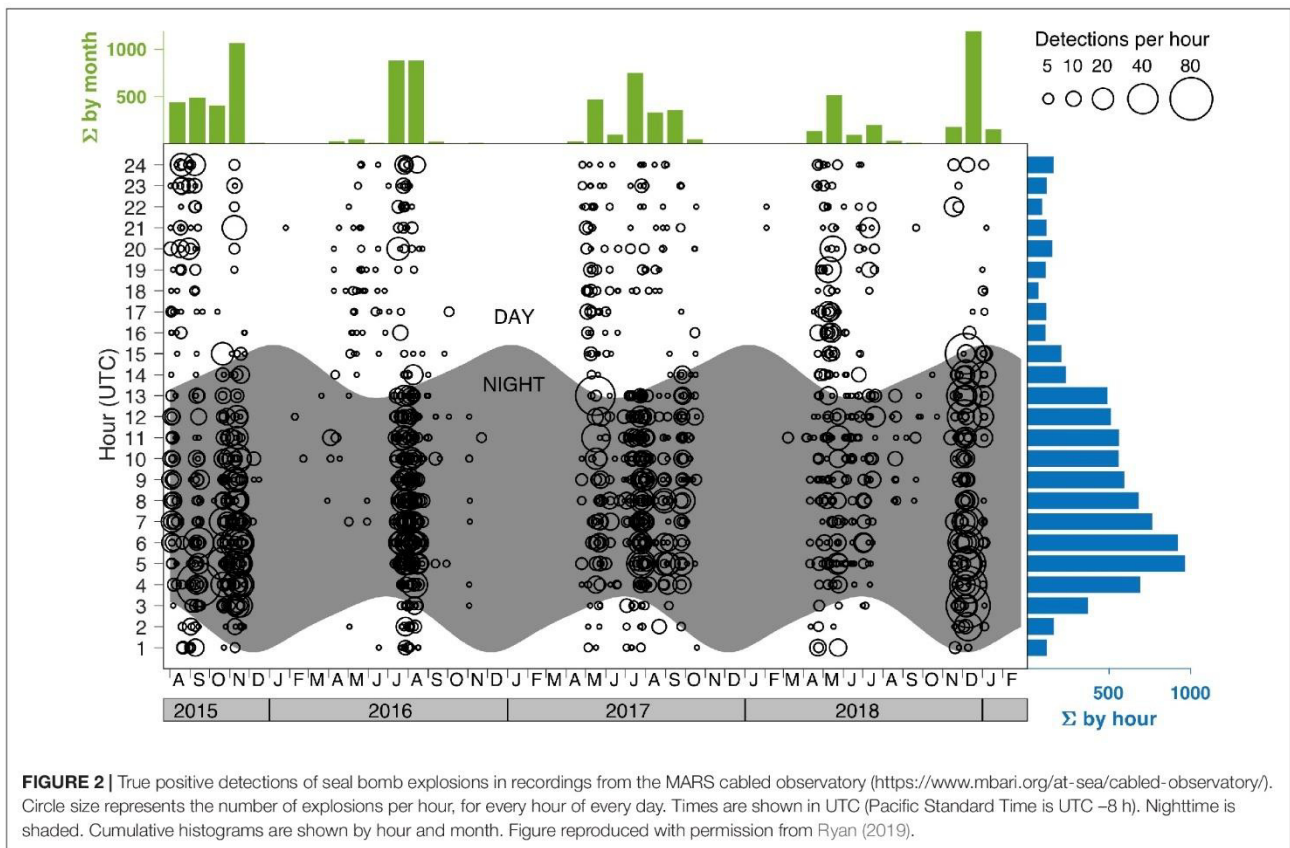 Σ by month
1000
500
Detections per hour
5 10 20 40 80
Hour (UTC)
24
23
22
21
20
19
18
17
16
15
14
13
12
11
10
9
8
7
6
5
4
3
2
1
DAY
NIGHT
A S O N D J F M A M J J A S O N D J F M A M J J A S O N D J F M A M J J A S O N D J F
2015 2016 2017 2018
500 1000
Σ by hour
FIGURE 2 | True positive detections of seal bomb explosions in recordings from the MARS cabled observatory (https://www.mbari.org/at-sea/cabled-observatory/).
Circle size represents the number of explosions per hour, for every hour of every day. Times are shown in UTC (Pacific Standard Time is UTC −8 h). Nighttime is
shaded. Cumulative histograms are shown by hour and month. Figure reproduced with permission from Ryan (2019).